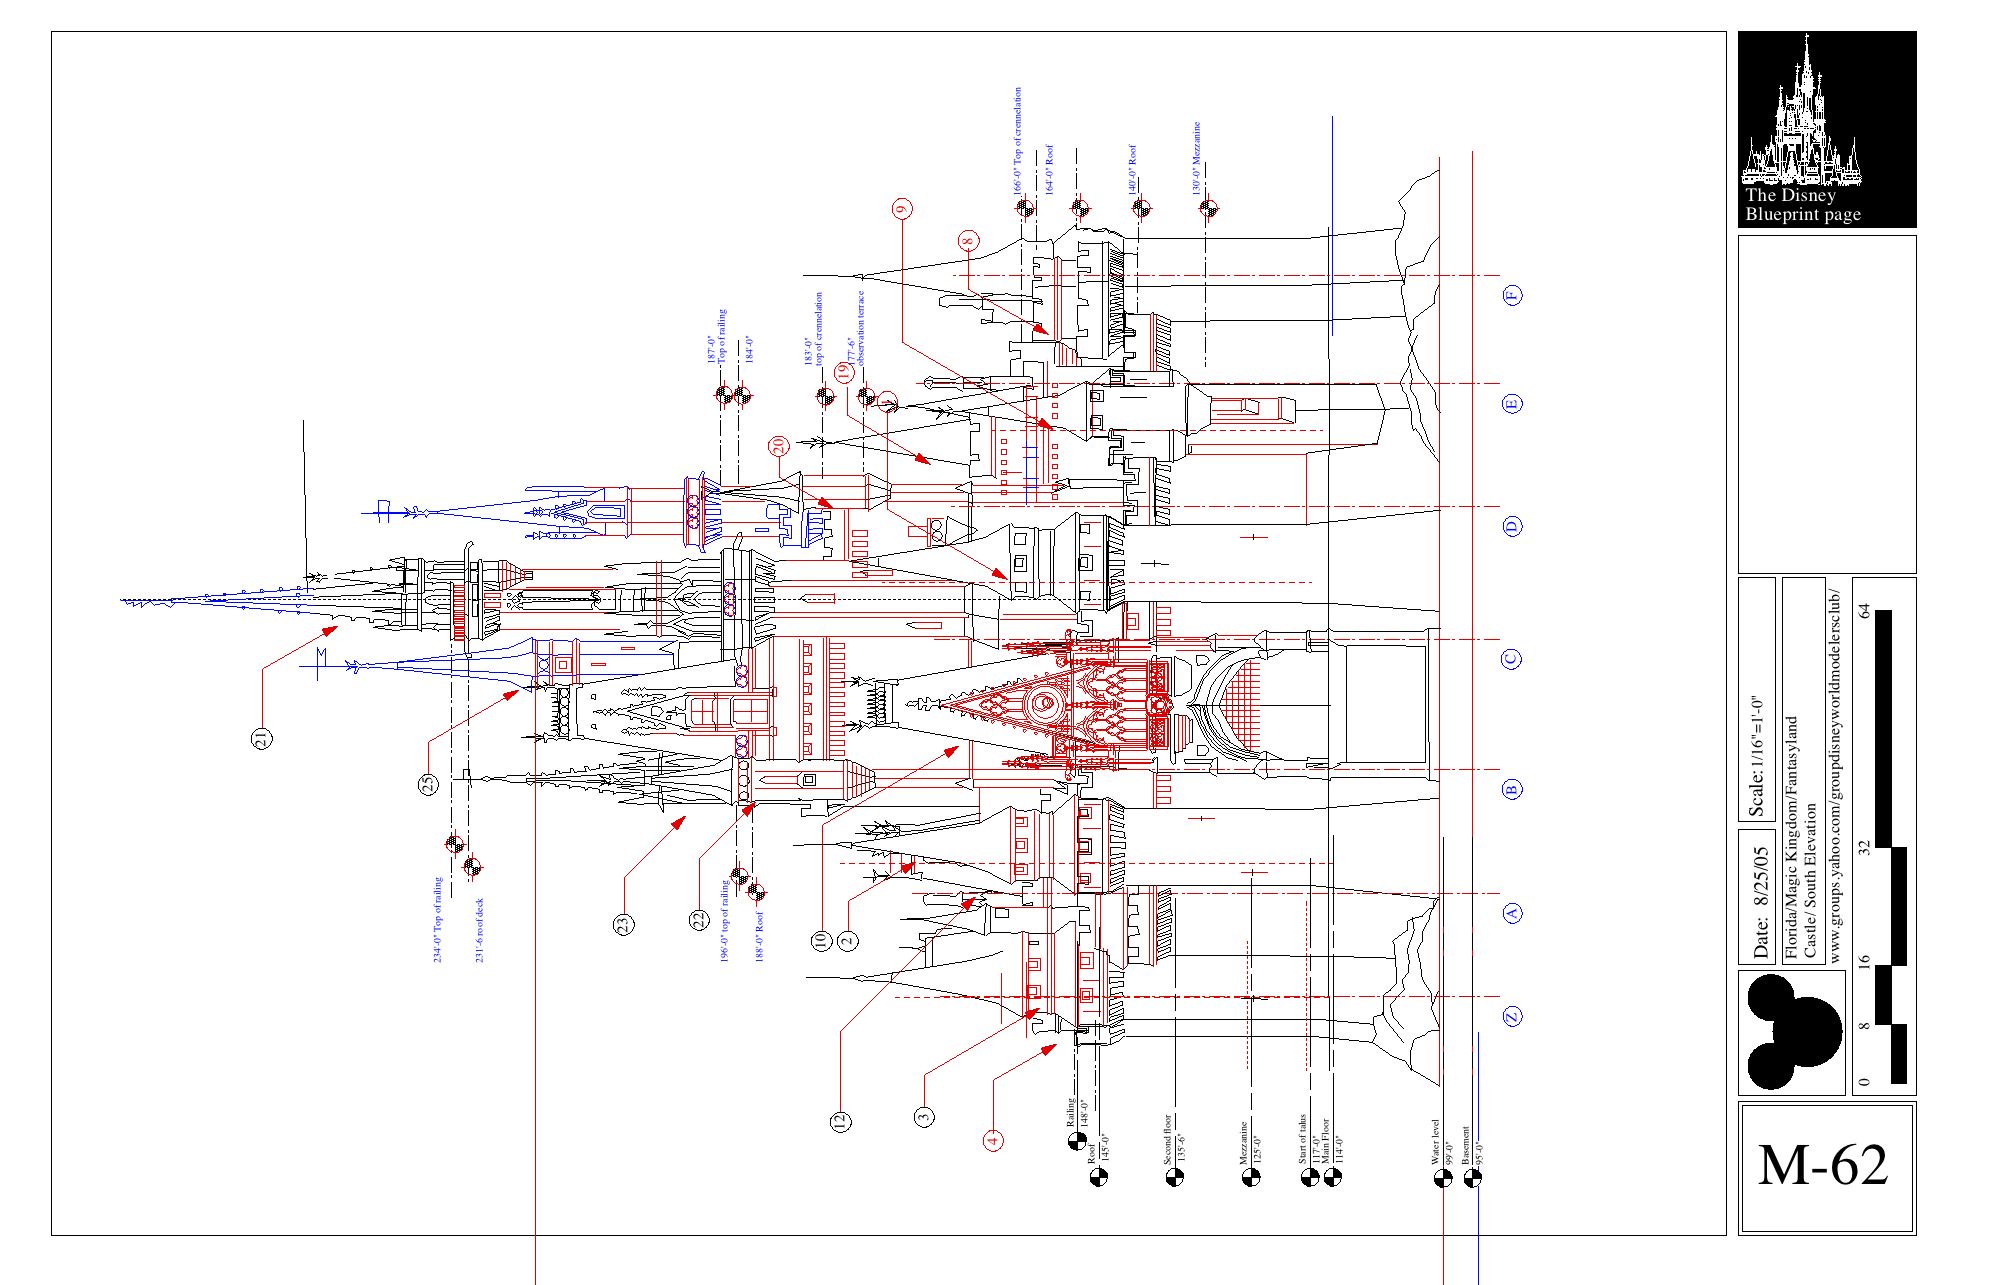 The Disney
Blueprint page
166'-0" Top of crennelation
164'-0" Roof
140'-0" Roof
130'-0" Mezzanine
187'-0"
Top of railing
184'-0"
183'-0"
top of crennelation
177'-6"
observation terrace
9
8
19
1
20
21
25
23
22
10
2
12
3
4
234'-0" Top of railing
231'-6 roof deck
196'-0" top of railing
188'-0" Roof
Railing
148'-0"
Roof
145'-0"
Second floor
135'-6"
Mezzanine
125'-0"
Start of talus
117'-0"
Main Floor
114'-0"
Water level
99'-0"
Basement
95'-0"
F
E
D
C
B
A
Z
Scale:1/16"=1'-0"
Date: 8/25/05
Florida/Magic Kingdom/Fantasyland
Castle/ South Elevation
www.groups.yahoo.com/groupdisneyworldmodelersclub/
0 8 16 32 64
M-62